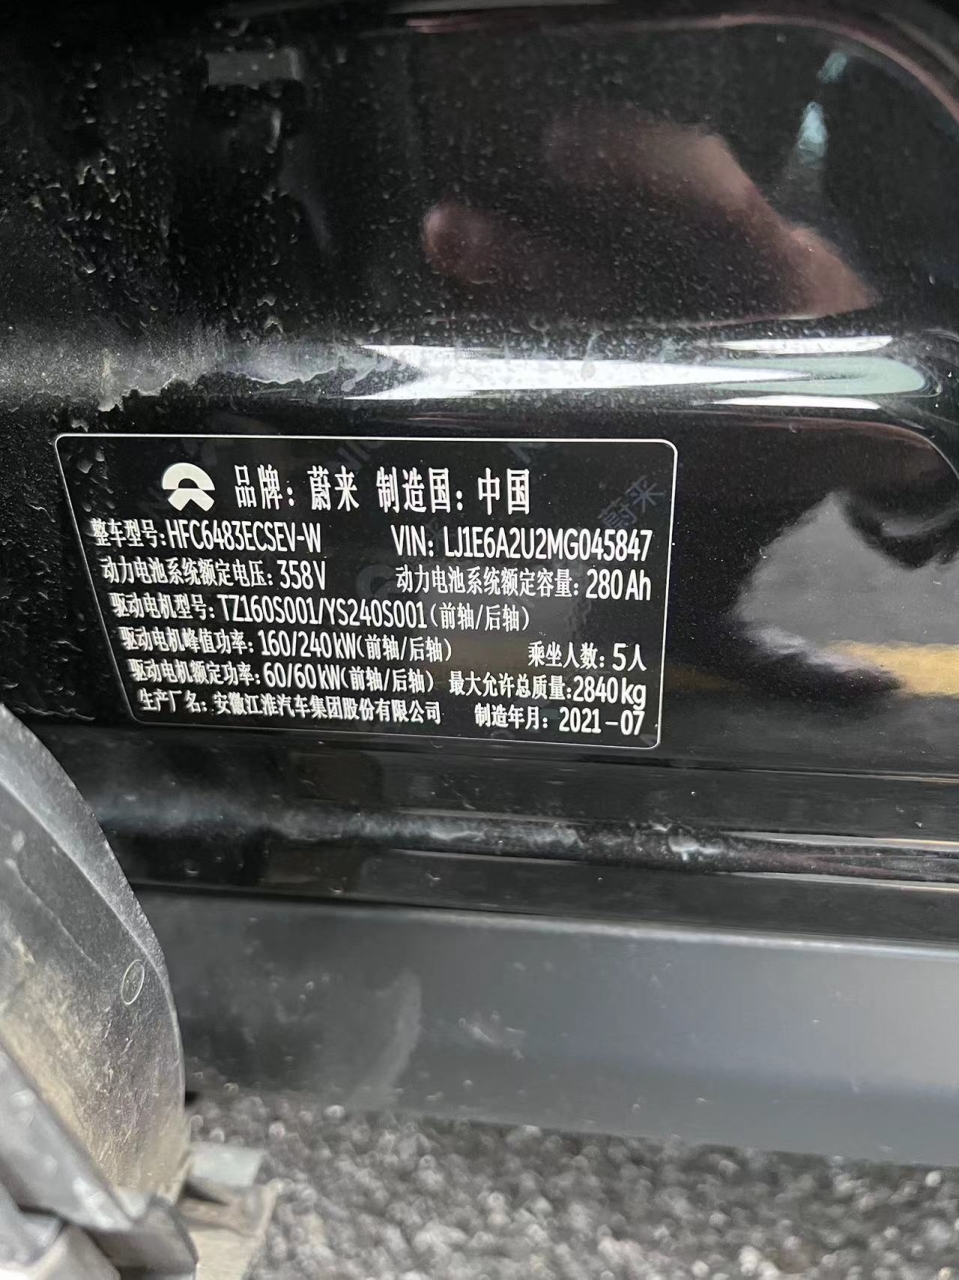 品牌：蔚来 制造国：中国
整车型号:HFC6483ECSEV-W VIN: LJ1E6A2U2MG045847
动力电池系统额定电压: 358V 动力电池系统额定容量: 280Ah
驱动电机型号: TZ160S001/YS240S001(前轴/后轴)
驱动电机峰值功率: 160/240kW(前轴/后轴) 乘坐人数: 5人
驱动电机额定功率: 60/60kW(前轴/后轴) 最大允许总质量:2840kg
生产厂名: 安徽江淮汽车集团股份有限公司 制造年月: 2021-07